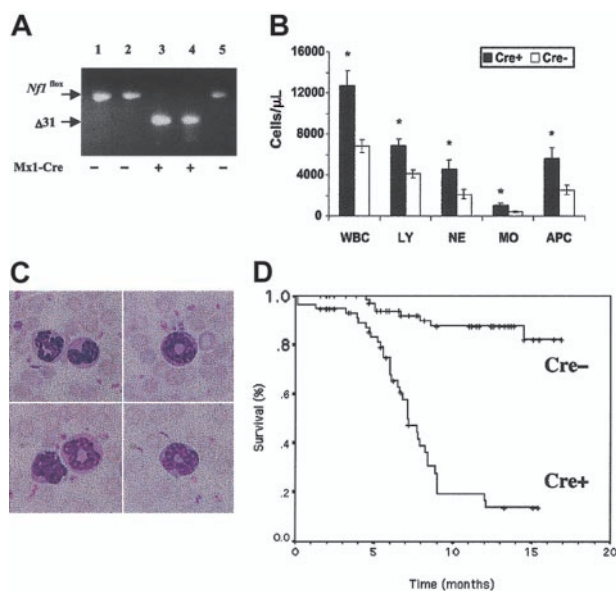 A
1 2 3 4 5
Nf1 flox
Δ31
Mx1-Cre − − + + −
B
* * * * *
Cre+ Cre-
Cells/μL
16000
12000
8000
4000
0
WBC LY NE MO APC
C
D
1.0
.8
.6
.4
.2
0.0
Survival (%)
Cre−
Cre+
0 5 10 15 20
Time (months)